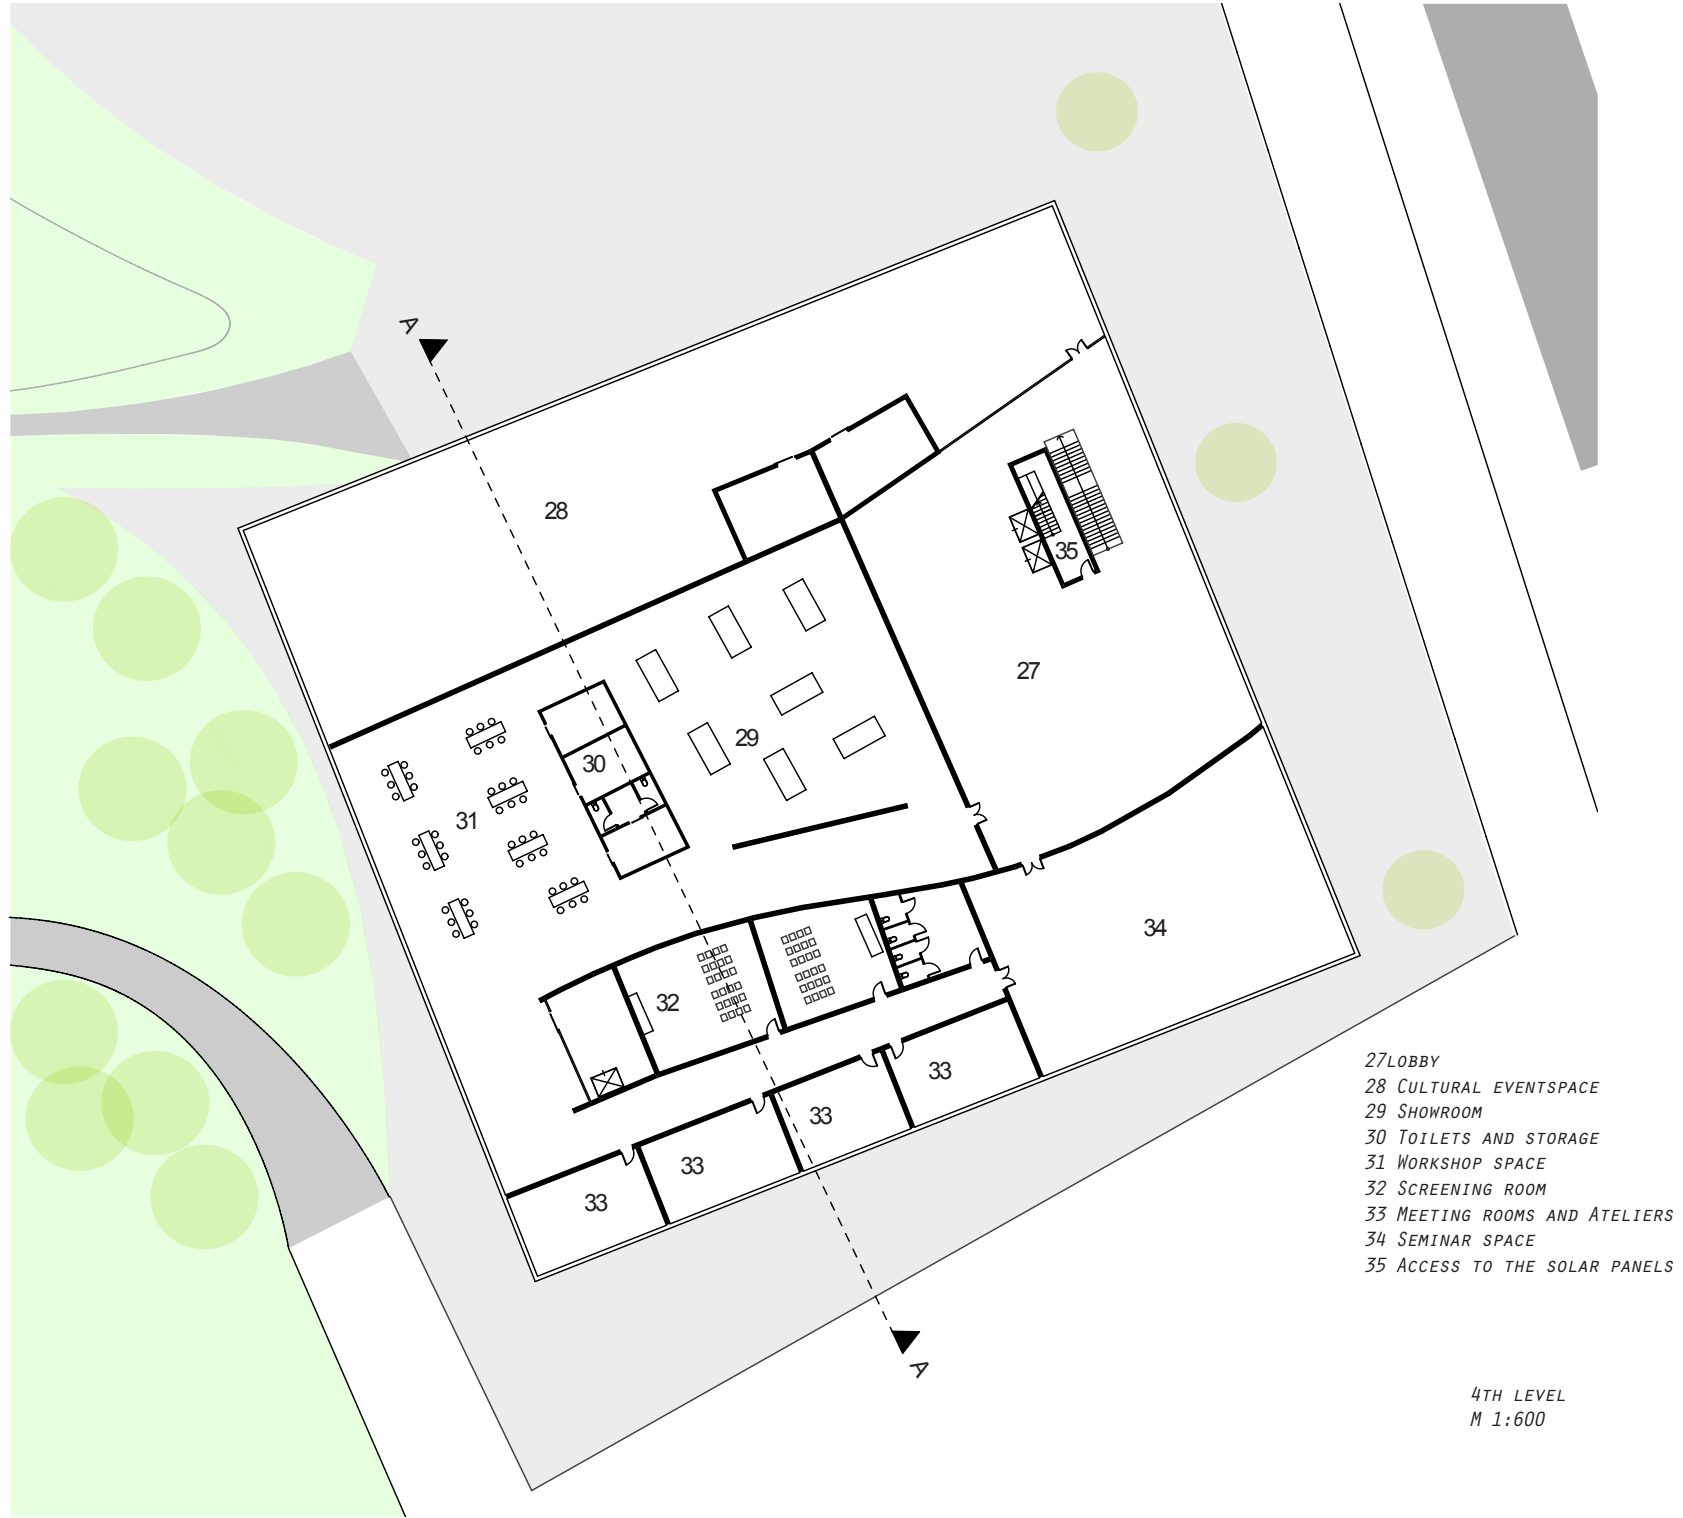 A
28
35
27
29
30
31
34
32
33
33
33
33
A
27LOBBY
28 CULTURAL EVENTSPACE
29 SHOWROOM
30 TOILETS AND STORAGE
31 WORKSHOP SPACE
32 SCREENING ROOM
33 MEETING ROOMS AND ATELIERS
34 SEMINAR SPACE
35 ACCESS TO THE SOLAR PANELS
4TH LEVEL
M 1:600